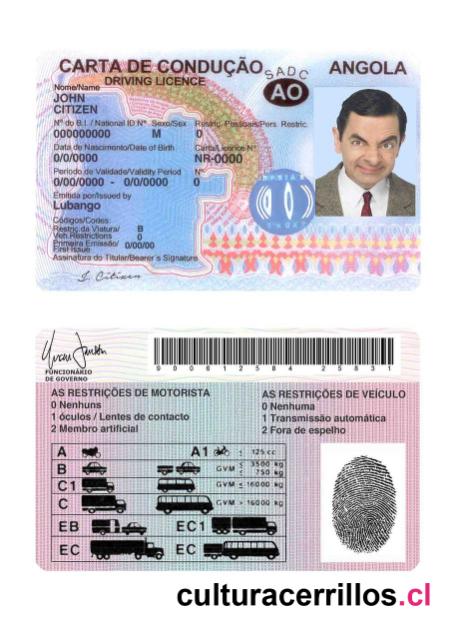 CARTA DE CONDUÇÃO SADC ANGOLA
DRIVING LICENCE AO
Nome/Name
JOHN
CITIZEN
Nº do B.I. / National ID.Nº Sexo/Sex Restriç. Pessoais/Pers. Restric.
000000000 M 0
Data de Nascimento/Date of Birth Carta/Licence Nº
0/0/0000 NR-0000
Período de Validade/Validity Period Nº
0/00/0000 - 0/0/0000 0
Emitida por/Issued by
Lubango
Códigos/Codes:
Restriç.da Viatura/ B
Veh.Restrictions 0
Primeira Emissão/ 0/00/00
First Issue
Assinatura do Titular/Bearer's Signature
J. Citizen
FUNCIONÁRIO
DE GOVERNO
9 0 0 6 1 2 5 8 4 2 5 8 3 1
AS RESTRIÇÕES DE MOTORISTA
0 Nenhuns
1 óculos / Lentes de contacto
2 Membro artificial
AS RESTRIÇÕES DE VEÍCULO
0 Nenhuma
1 Transmissão automática
2 Fora de espelho
A A1 ≤ 125 cc
B GVM ≤ 3500 kg
≤ 750 kg
C1 GVM ≤ 16000 kg
C GVM > 16000 kg
EB EC1
EC EC
culturacerrillos.cl